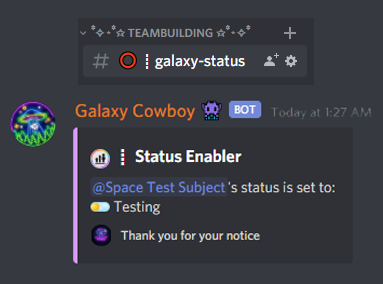 TEAMBUILDING
# galaxy-status
Galaxy Cowboy BOT Today at 1:27 AM
Status Enabler
@Space Test Subject's status is set to:
Testing
Thank you for your notice